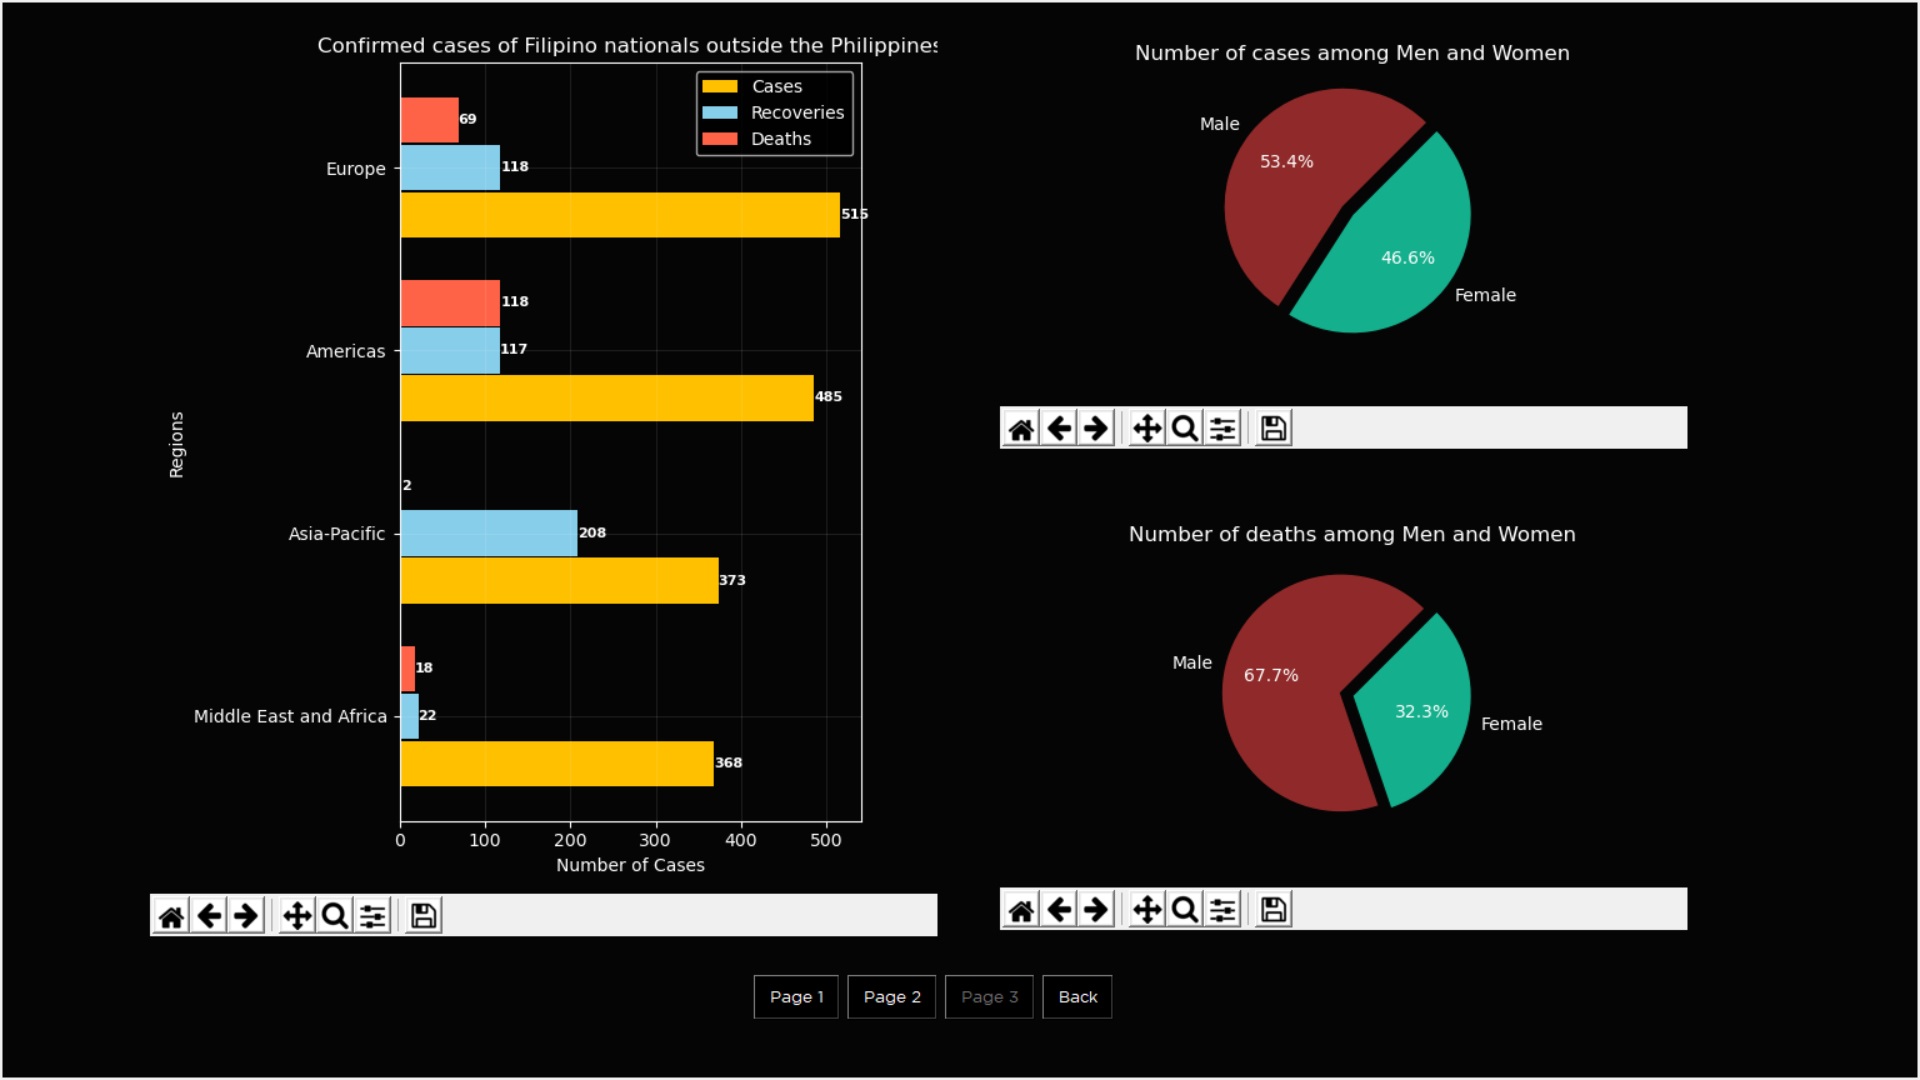 Confirmed cases of Filipino nationals outside the Philippines
Cases
Recoveries
Deaths
69
Europe
118
515
118
Americas
117
485
Regions
2
Asia-Pacific
208
373
18
Middle East and Africa
22
368
0 100 200 300 400 500
Number of Cases
Number of cases among Men and Women
Male
53.4%
46.6%
Female
Number of deaths among Men and Women
Male
67.7%
32.3%
Female
Page 1 Page 2 Page 3 Back